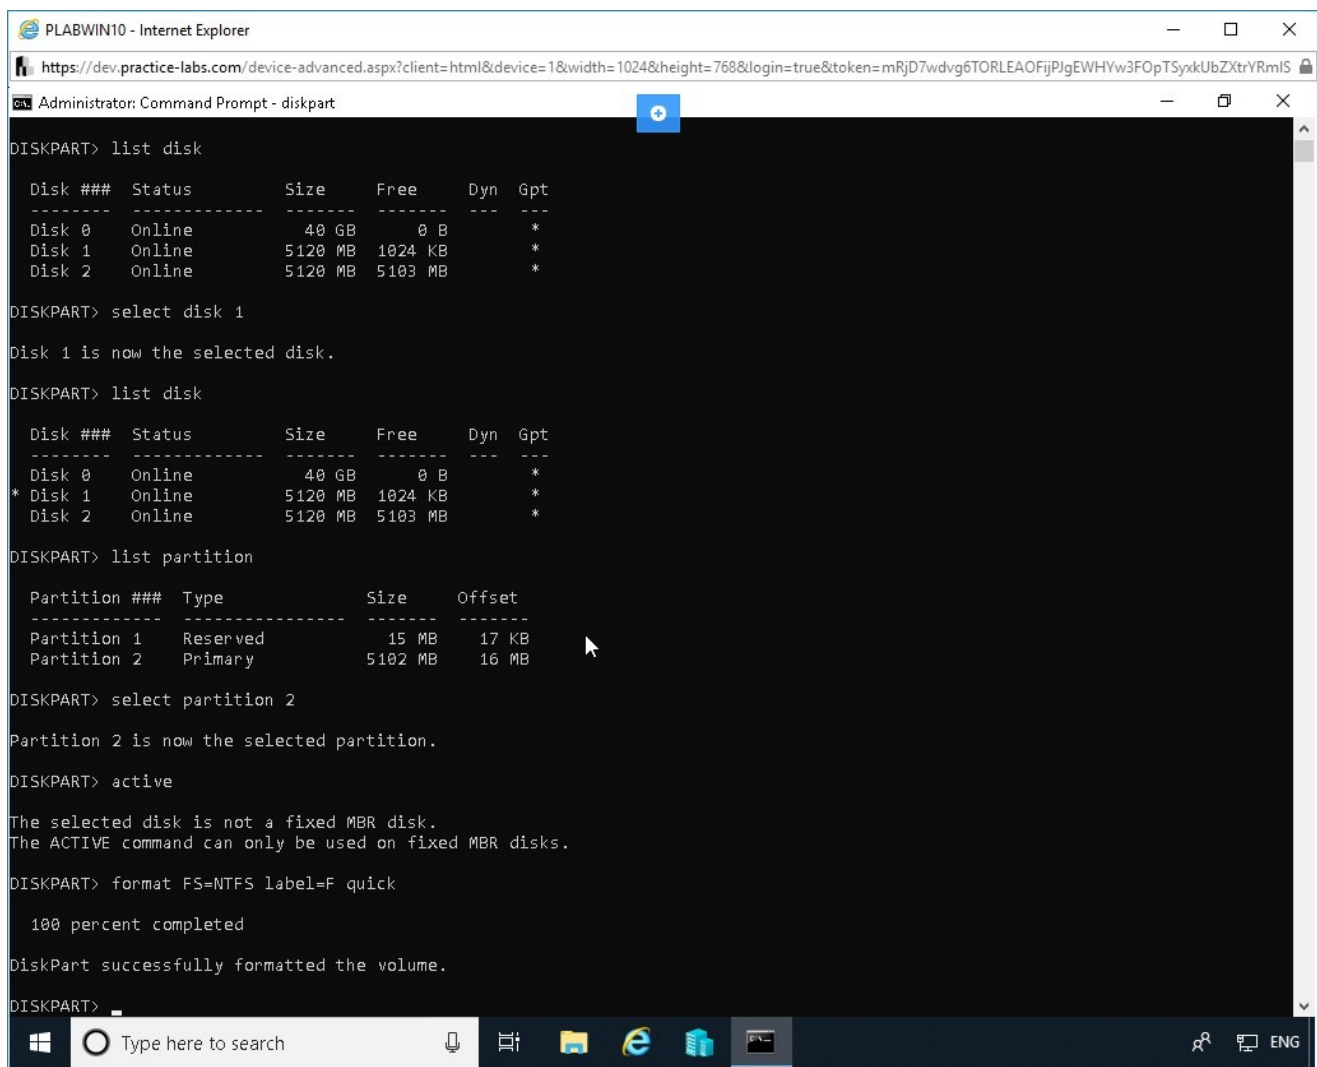 PLABWIN10 - Internet Explorer
https://dev.practice-labs.com/device-advanced.aspx?client=html&device=1&width=1024&height=768&login=true&token=mRjD7wdvg6TORLEAOFijPJgEWHYw3FOpTSyxkUbZXtrYRmIS
Administrator: Command Prompt - diskpart
DISKPART> list disk
Disk ### Status Size Free Dyn Gpt
-------- ------------- ------- ------- --- ---
Disk 0 Online 40 GB 0 B *
Disk 1 Online 5120 MB 1024 KB *
Disk 2 Online 5120 MB 5103 MB *
DISKPART> select disk 1
Disk 1 is now the selected disk.
DISKPART> list disk
Disk ### Status Size Free Dyn Gpt
-------- ------------- ------- ------- --- ---
Disk 0 Online 40 GB 0 B *
* Disk 1 Online 5120 MB 1024 KB *
Disk 2 Online 5120 MB 5103 MB *
DISKPART> list partition
Partition ### Type Size Offset
------------- ---------------- ------- -------
Partition 1 Reserved 15 MB 17 KB
Partition 2 Primary 5102 MB 16 MB
DISKPART> select partition 2
Partition 2 is now the selected partition.
DISKPART> active
The selected disk is not a fixed MBR disk.
The ACTIVE command can only be used on fixed MBR disks.
DISKPART> format FS=NTFS label=F quick
100 percent completed
DiskPart successfully formatted the volume.
DISKPART> _
Type here to search
ENG